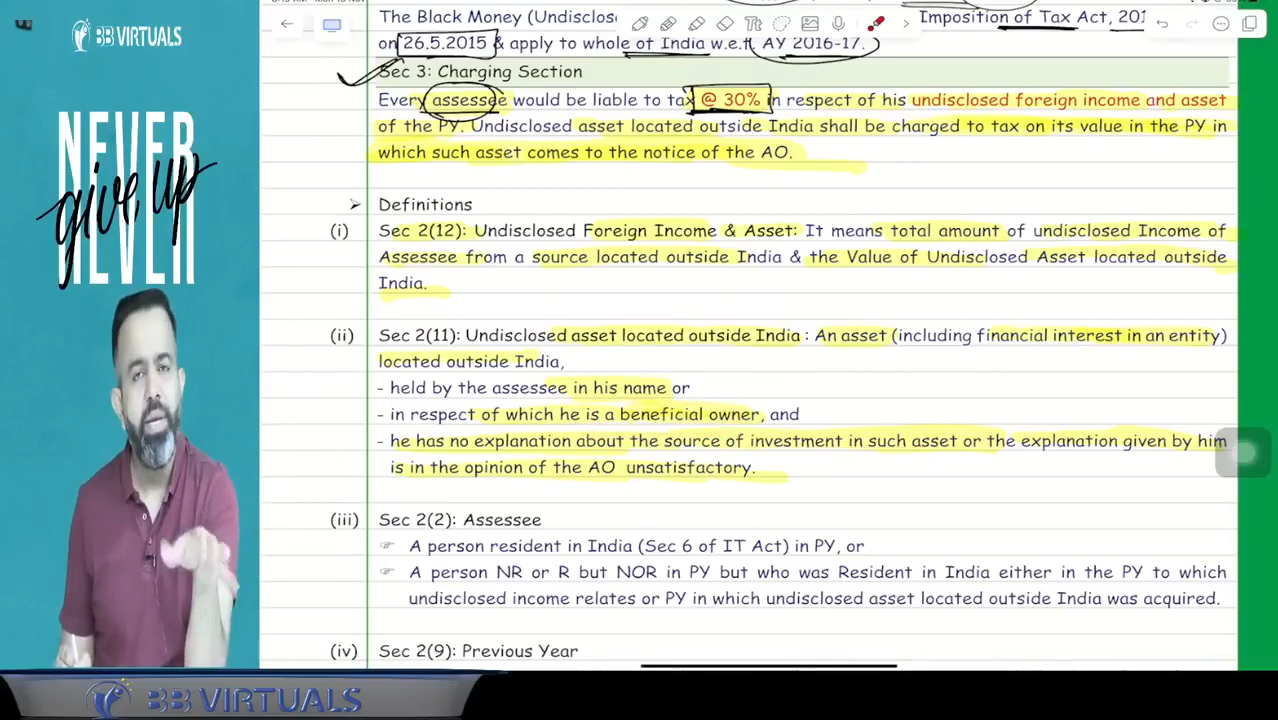 BB VIRTUALS
The Black Money (Undisclos Imposition of Tax Act, 201
on 26.5.2015 & apply to whole of India w.e.f. AY 2016-17.
Sec 3: Charging Section
Every assessee would be liable to tax @ 30% in respect of his undisclosed foreign income and asset
of the PY. Undisclosed asset located outside India shall be charged to tax on its value in the PY in
which such asset comes to the notice of the AO.
Definitions
(i) Sec 2(12): Undisclosed Foreign Income & Asset: It means total amount of undisclosed Income of
Assessee from a source located outside India & the Value of Undisclosed Asset located outside
India.
(ii) Sec 2(11): Undisclosed asset located outside India : An asset (including financial interest in an entity)
located outside India,
- held by the assessee in his name or
- in respect of which he is a beneficial owner, and
- he has no explanation about the source of investment in such asset or the explanation given by him
is in the opinion of the AO unsatisfactory.
(iii) Sec 2(2): Assessee
A person resident in India (Sec 6 of IT Act) in PY, or
A person NR or R but NOR in PY but who was Resident in India either in the PY to which
undisclosed income relates or PY in which undisclosed asset located outside India was acquired.
(iv) Sec 2(9): Previous Year
NEVER
give up
NEVER
BB VIRTUALS